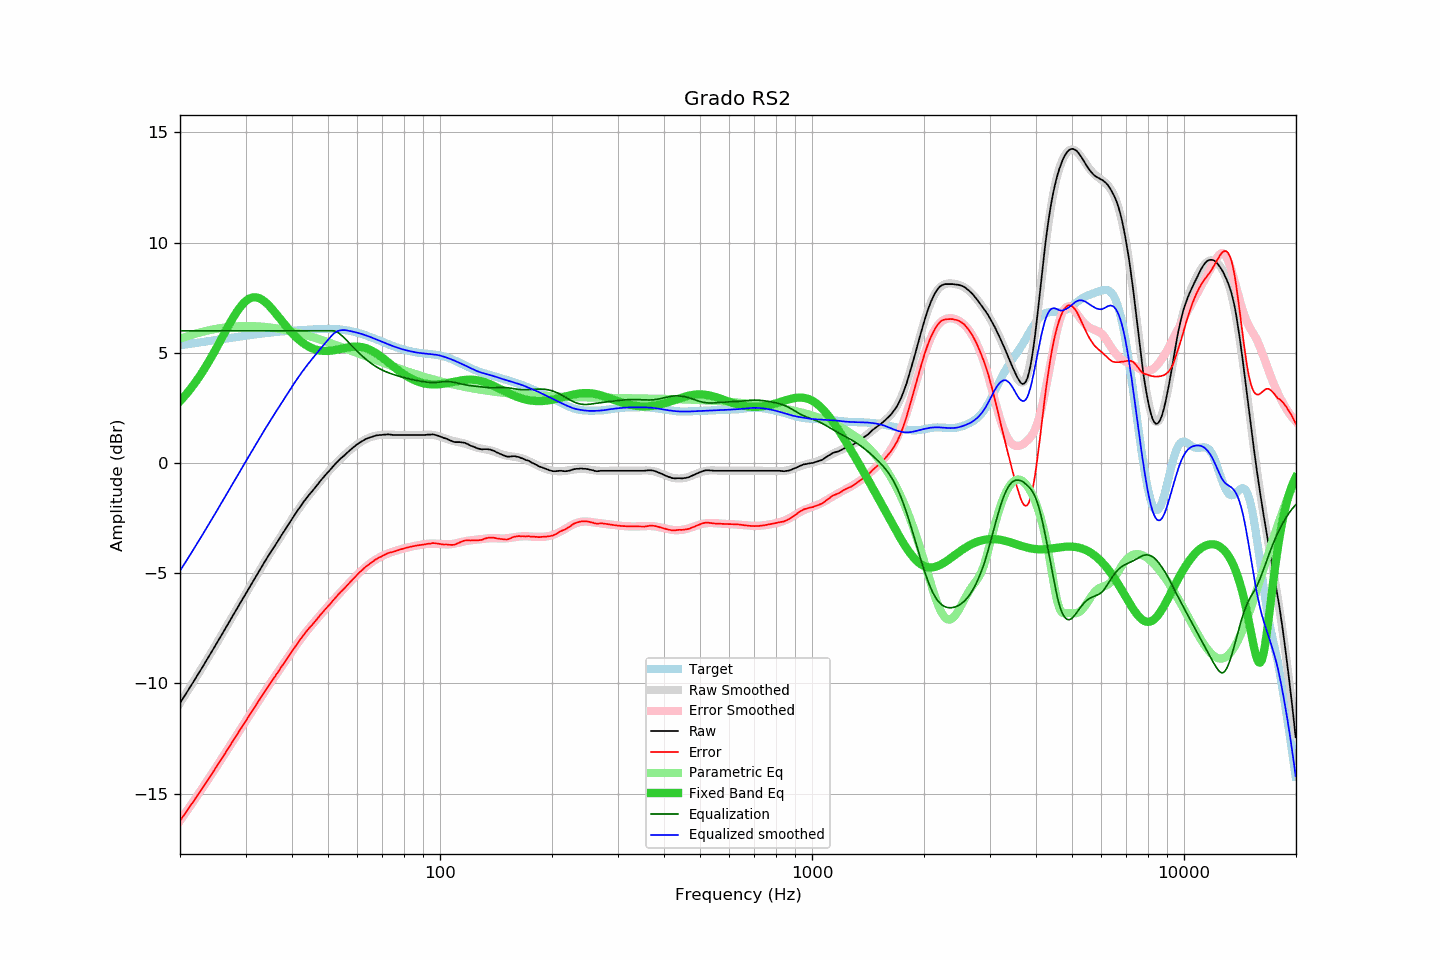 Grado RS2
15
10
5
0
−5
−10
−15
Amplitude (dBr)
Target
Raw Smoothed
Error Smoothed
Raw
Error
Parametric Eq
Fixed Band Eq
Equalization
Equalized smoothed
100
1000
10000
Frequency (Hz)